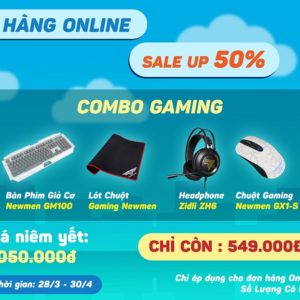 HÀNG ONLINE
SALE UP 50%
COMBO GAMING
Bàn Phím Giả Cơ
Newmen GM100
Lót Chuột
Gaming Newmen
Headphone
Zidli ZH6
Chuột Gaming
Newmen GX1-S
niêm yết:
050.000đ
CHỈ CÒN : 549.000Đ
gian: 28/3 - 30/4
Chỉ áp dụng cho đơn hàng
Số Lượng Có